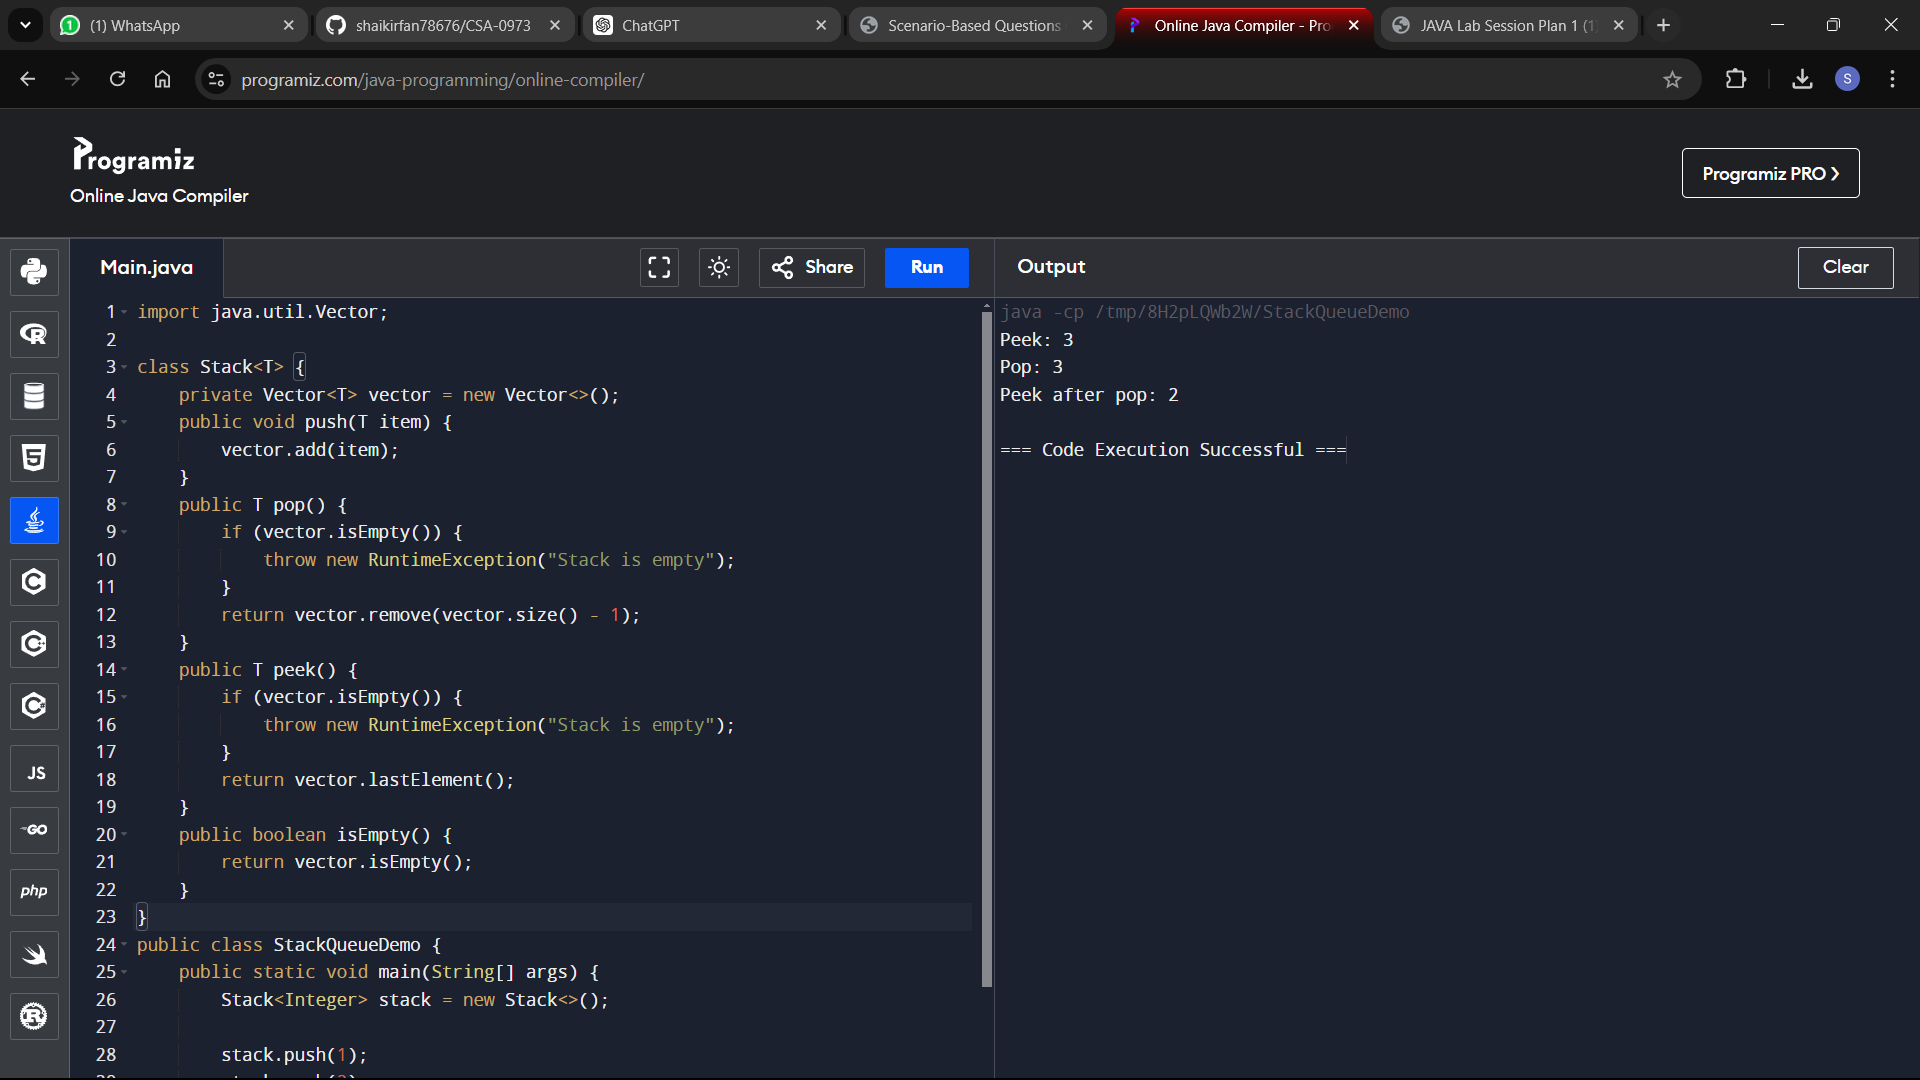 (1) WhatsApp
shaikirfan78676/CSA-0973
ChatGPT
Scenario-Based Questions
Online Java Compiler - Pro
JAVA Lab Session Plan 1 (1
programiz.com/java-programming/online-compiler/
S
Programiz
Online Java Compiler
Programiz PRO ❯
Main.java
Share
Run
Output
Clear
1 import java.util.Vector;
2
3 class Stack<T> {
4     private Vector<T> vector = new Vector<>();
5     public void push(T item) {
6         vector.add(item);
7     }
8     public T pop() {
9         if (vector.isEmpty()) {
10             throw new RuntimeException("Stack is empty");
11         }
12         return vector.remove(vector.size() - 1);
13     }
14     public T peek() {
15         if (vector.isEmpty()) {
16             throw new RuntimeException("Stack is empty");
17         }
18         return vector.lastElement();
19     }
20     public boolean isEmpty() {
21         return vector.isEmpty();
22     }
23 }
24 public class StackQueueDemo {
25     public static void main(String[] args) {
26         Stack<Integer> stack = new Stack<>();
27
28         stack.push(1);
java -cp /tmp/8H2pLQWb2W/StackQueueDemo
Peek: 3
Pop: 3
Peek after pop: 2
=== Code Execution Successful ===
R
5
C
C
C
JS
GO
php
R